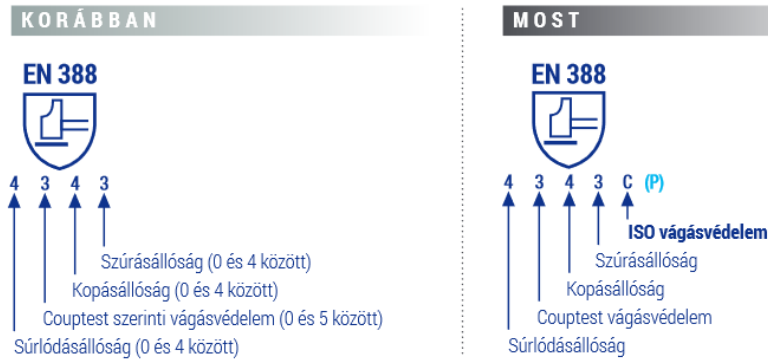 KORÁBBAN
EN 388
4 3 4 3
Szúrásállóság (0 és 4 között)
Kopásállóság (0 és 4 között)
Couptest szerinti vágásvédelem (0 és 5 között)
Súrlódásállóság (0 és 4 között)
MOST
EN 388
4 3 4 3 C (P)
ISO vágásvédelem
Szúrásállóság
Kopásállóság
Couptest vágásvédelem
Súrlódásállóság